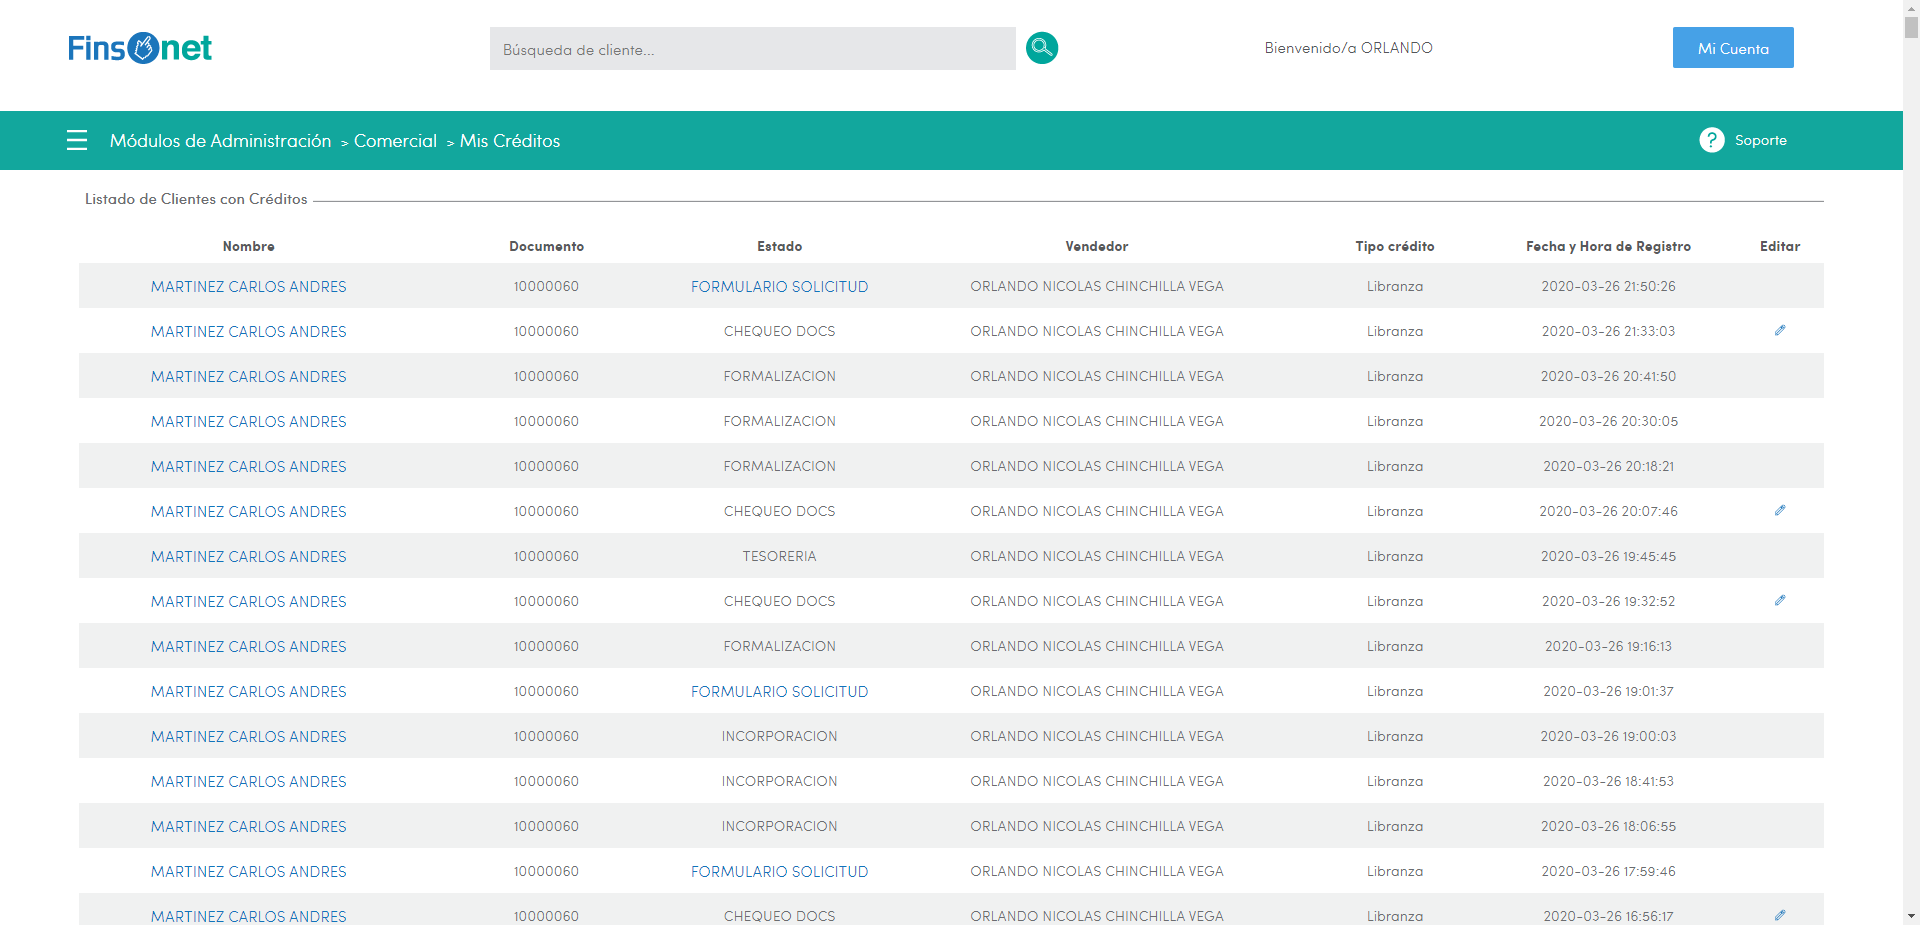 Finsonet
Búsqueda de cliente...
Bienvenido/a ORLANDO
Mi Cuenta
Módulos de Administración > Comercial > Mis Créditos
? Soporte
Listado de Clientes con Créditos
Nombre Documento Estado Vendedor Tipo crédito Fecha y Hora de Registro Editar
MARTINEZ CARLOS ANDRES 10000060 FORMULARIO SOLICITUD ORLANDO NICOLAS CHINCHILLA VEGA Libranza 2020-03-26 21:50:26
MARTINEZ CARLOS ANDRES 10000060 CHEQUEO DOCS ORLANDO NICOLAS CHINCHILLA VEGA Libranza 2020-03-26 21:33:03
MARTINEZ CARLOS ANDRES 10000060 FORMALIZACION ORLANDO NICOLAS CHINCHILLA VEGA Libranza 2020-03-26 20:41:50
MARTINEZ CARLOS ANDRES 10000060 FORMALIZACION ORLANDO NICOLAS CHINCHILLA VEGA Libranza 2020-03-26 20:30:05
MARTINEZ CARLOS ANDRES 10000060 FORMALIZACION ORLANDO NICOLAS CHINCHILLA VEGA Libranza 2020-03-26 20:18:21
MARTINEZ CARLOS ANDRES 10000060 CHEQUEO DOCS ORLANDO NICOLAS CHINCHILLA VEGA Libranza 2020-03-26 20:07:46
MARTINEZ CARLOS ANDRES 10000060 TESORERIA ORLANDO NICOLAS CHINCHILLA VEGA Libranza 2020-03-26 19:45:45
MARTINEZ CARLOS ANDRES 10000060 CHEQUEO DOCS ORLANDO NICOLAS CHINCHILLA VEGA Libranza 2020-03-26 19:32:52
MARTINEZ CARLOS ANDRES 10000060 FORMALIZACION ORLANDO NICOLAS CHINCHILLA VEGA Libranza 2020-03-26 19:16:13
MARTINEZ CARLOS ANDRES 10000060 FORMULARIO SOLICITUD ORLANDO NICOLAS CHINCHILLA VEGA Libranza 2020-03-26 19:01:37
MARTINEZ CARLOS ANDRES 10000060 INCORPORACION ORLANDO NICOLAS CHINCHILLA VEGA Libranza 2020-03-26 19:00:03
MARTINEZ CARLOS ANDRES 10000060 INCORPORACION ORLANDO NICOLAS CHINCHILLA VEGA Libranza 2020-03-26 18:41:53
MARTINEZ CARLOS ANDRES 10000060 INCORPORACION ORLANDO NICOLAS CHINCHILLA VEGA Libranza 2020-03-26 18:06:55
MARTINEZ CARLOS ANDRES 10000060 FORMULARIO SOLICITUD ORLANDO NICOLAS CHINCHILLA VEGA Libranza 2020-03-26 17:59:46
MARTINEZ CARLOS ANDRES 10000060 CHEQUEO DOCS ORLANDO NICOLAS CHINCHILLA VEGA Libranza 2020-03-26 16:56:17